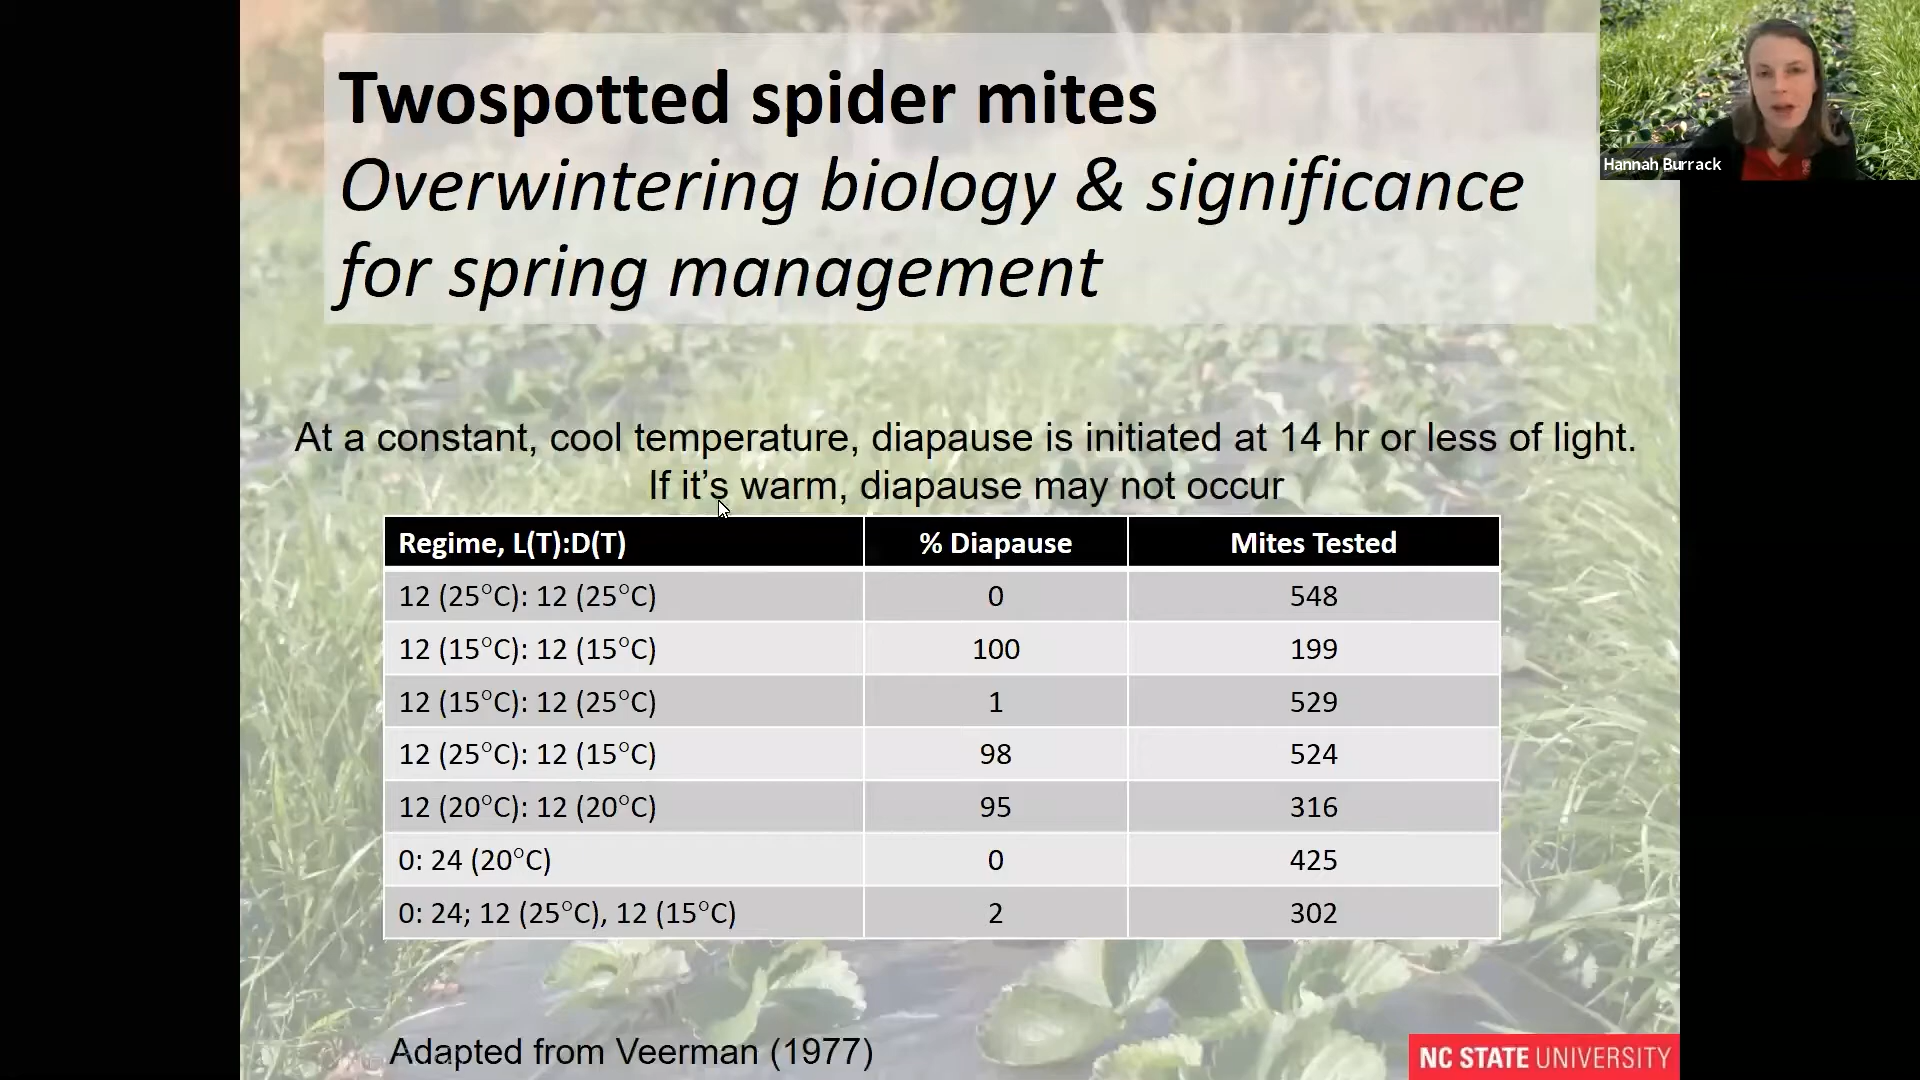 Twospotted spider mites
Overwintering biology & significance
for spring management
Hannah Burrack
At a constant, cool temperature, diapause is initiated at 14 hr or less of light.
If it’s warm, diapause may not occur
Regime, L(T):D(T) % Diapause Mites Tested
12 (25°C): 12 (25°C) 0 548
12 (15°C): 12 (15°C) 100 199
12 (15°C): 12 (25°C) 1 529
12 (25°C): 12 (15°C) 98 524
12 (20°C): 12 (20°C) 95 316
0: 24 (20°C) 0 425
0: 24; 12 (25°C), 12 (15°C) 2 302
Adapted from Veerman (1977)
NC STATE UNIVERSITY